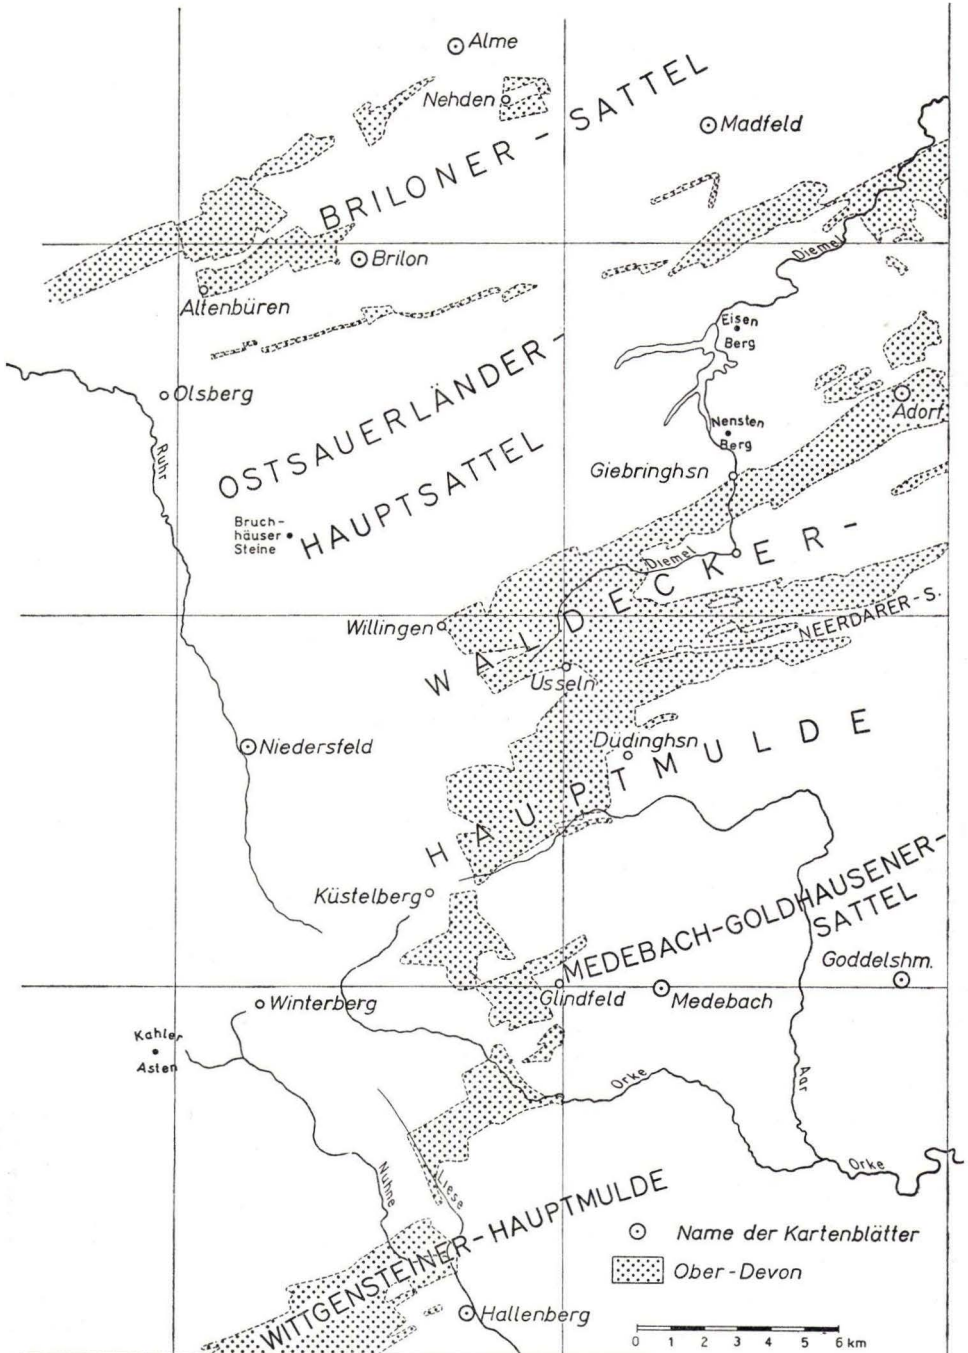 Alme
Nehden
BRILONER-SATTEL
Madfeld
Brilon
Diemel
Altenbüren
Eisen
Berg
Olsberg
Adorf
OSTSAUERLÄNDER-
HAUPTSATTEL
Ruhr
Nensten
Berg
Giebringhsn
Bruch-
häuser
Steine
Diemel
WALDECKER-
HAUPTMULDE
Willingen
NEERDARER-S.
Usseln
Niedersfeld
Düdinghsn
Küstelberg
MEDEBACH-GOLDHAUSENER-
SATTEL
Goddelshm.
Glindfeld
Medebach
Winterberg
Kahler
Asten
Orke
Aar
Orke
Nuhne
Liese
WITTGENSTEINER-HAUPTMULDE
Name der Kartenblätter
Ober-Devon
Hallenberg
0 1 2 3 4 5 6 km